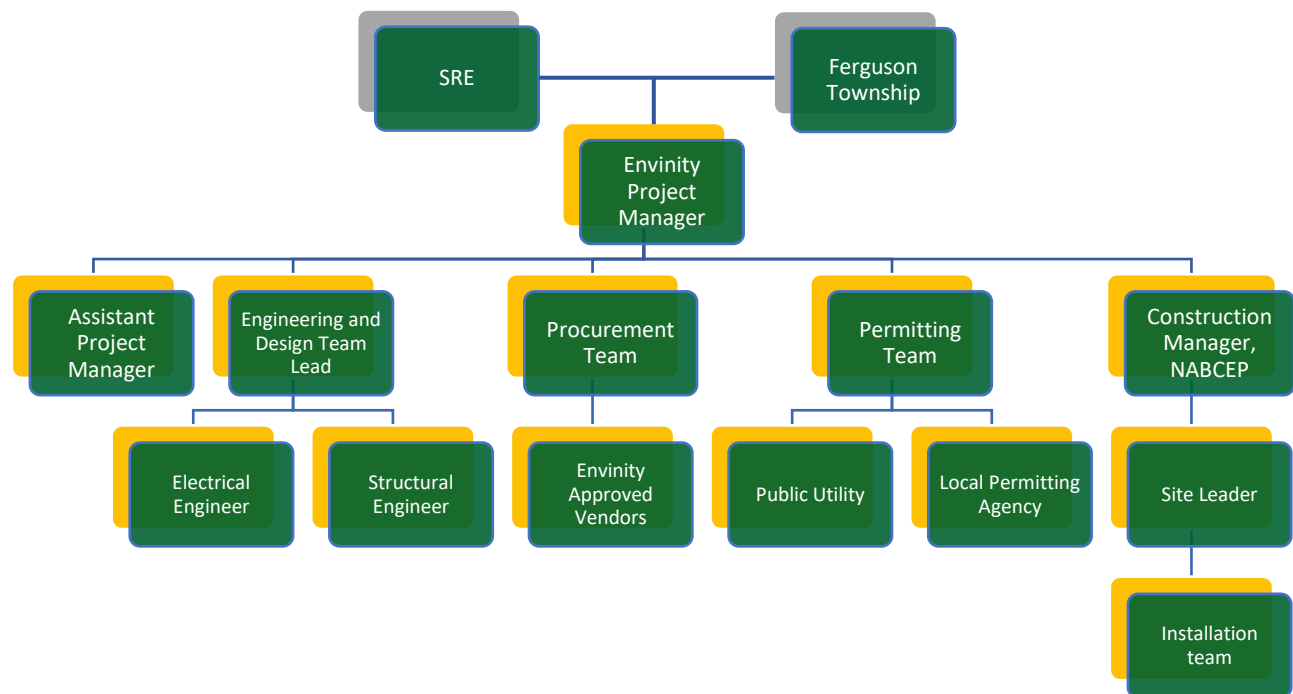 SRE
Ferguson
Township
Envinity
Project
Manager
Assistant
Project
Manager
Engineering and
Design Team
Lead
Procurement
Team
Permitting
Team
Construction
Manager,
NABCEP
Electrical
Engineer
Structural
Engineer
Envinity
Approved
Vendors
Public Utility
Local Permitting
Agency
Site Leader
Installation
team